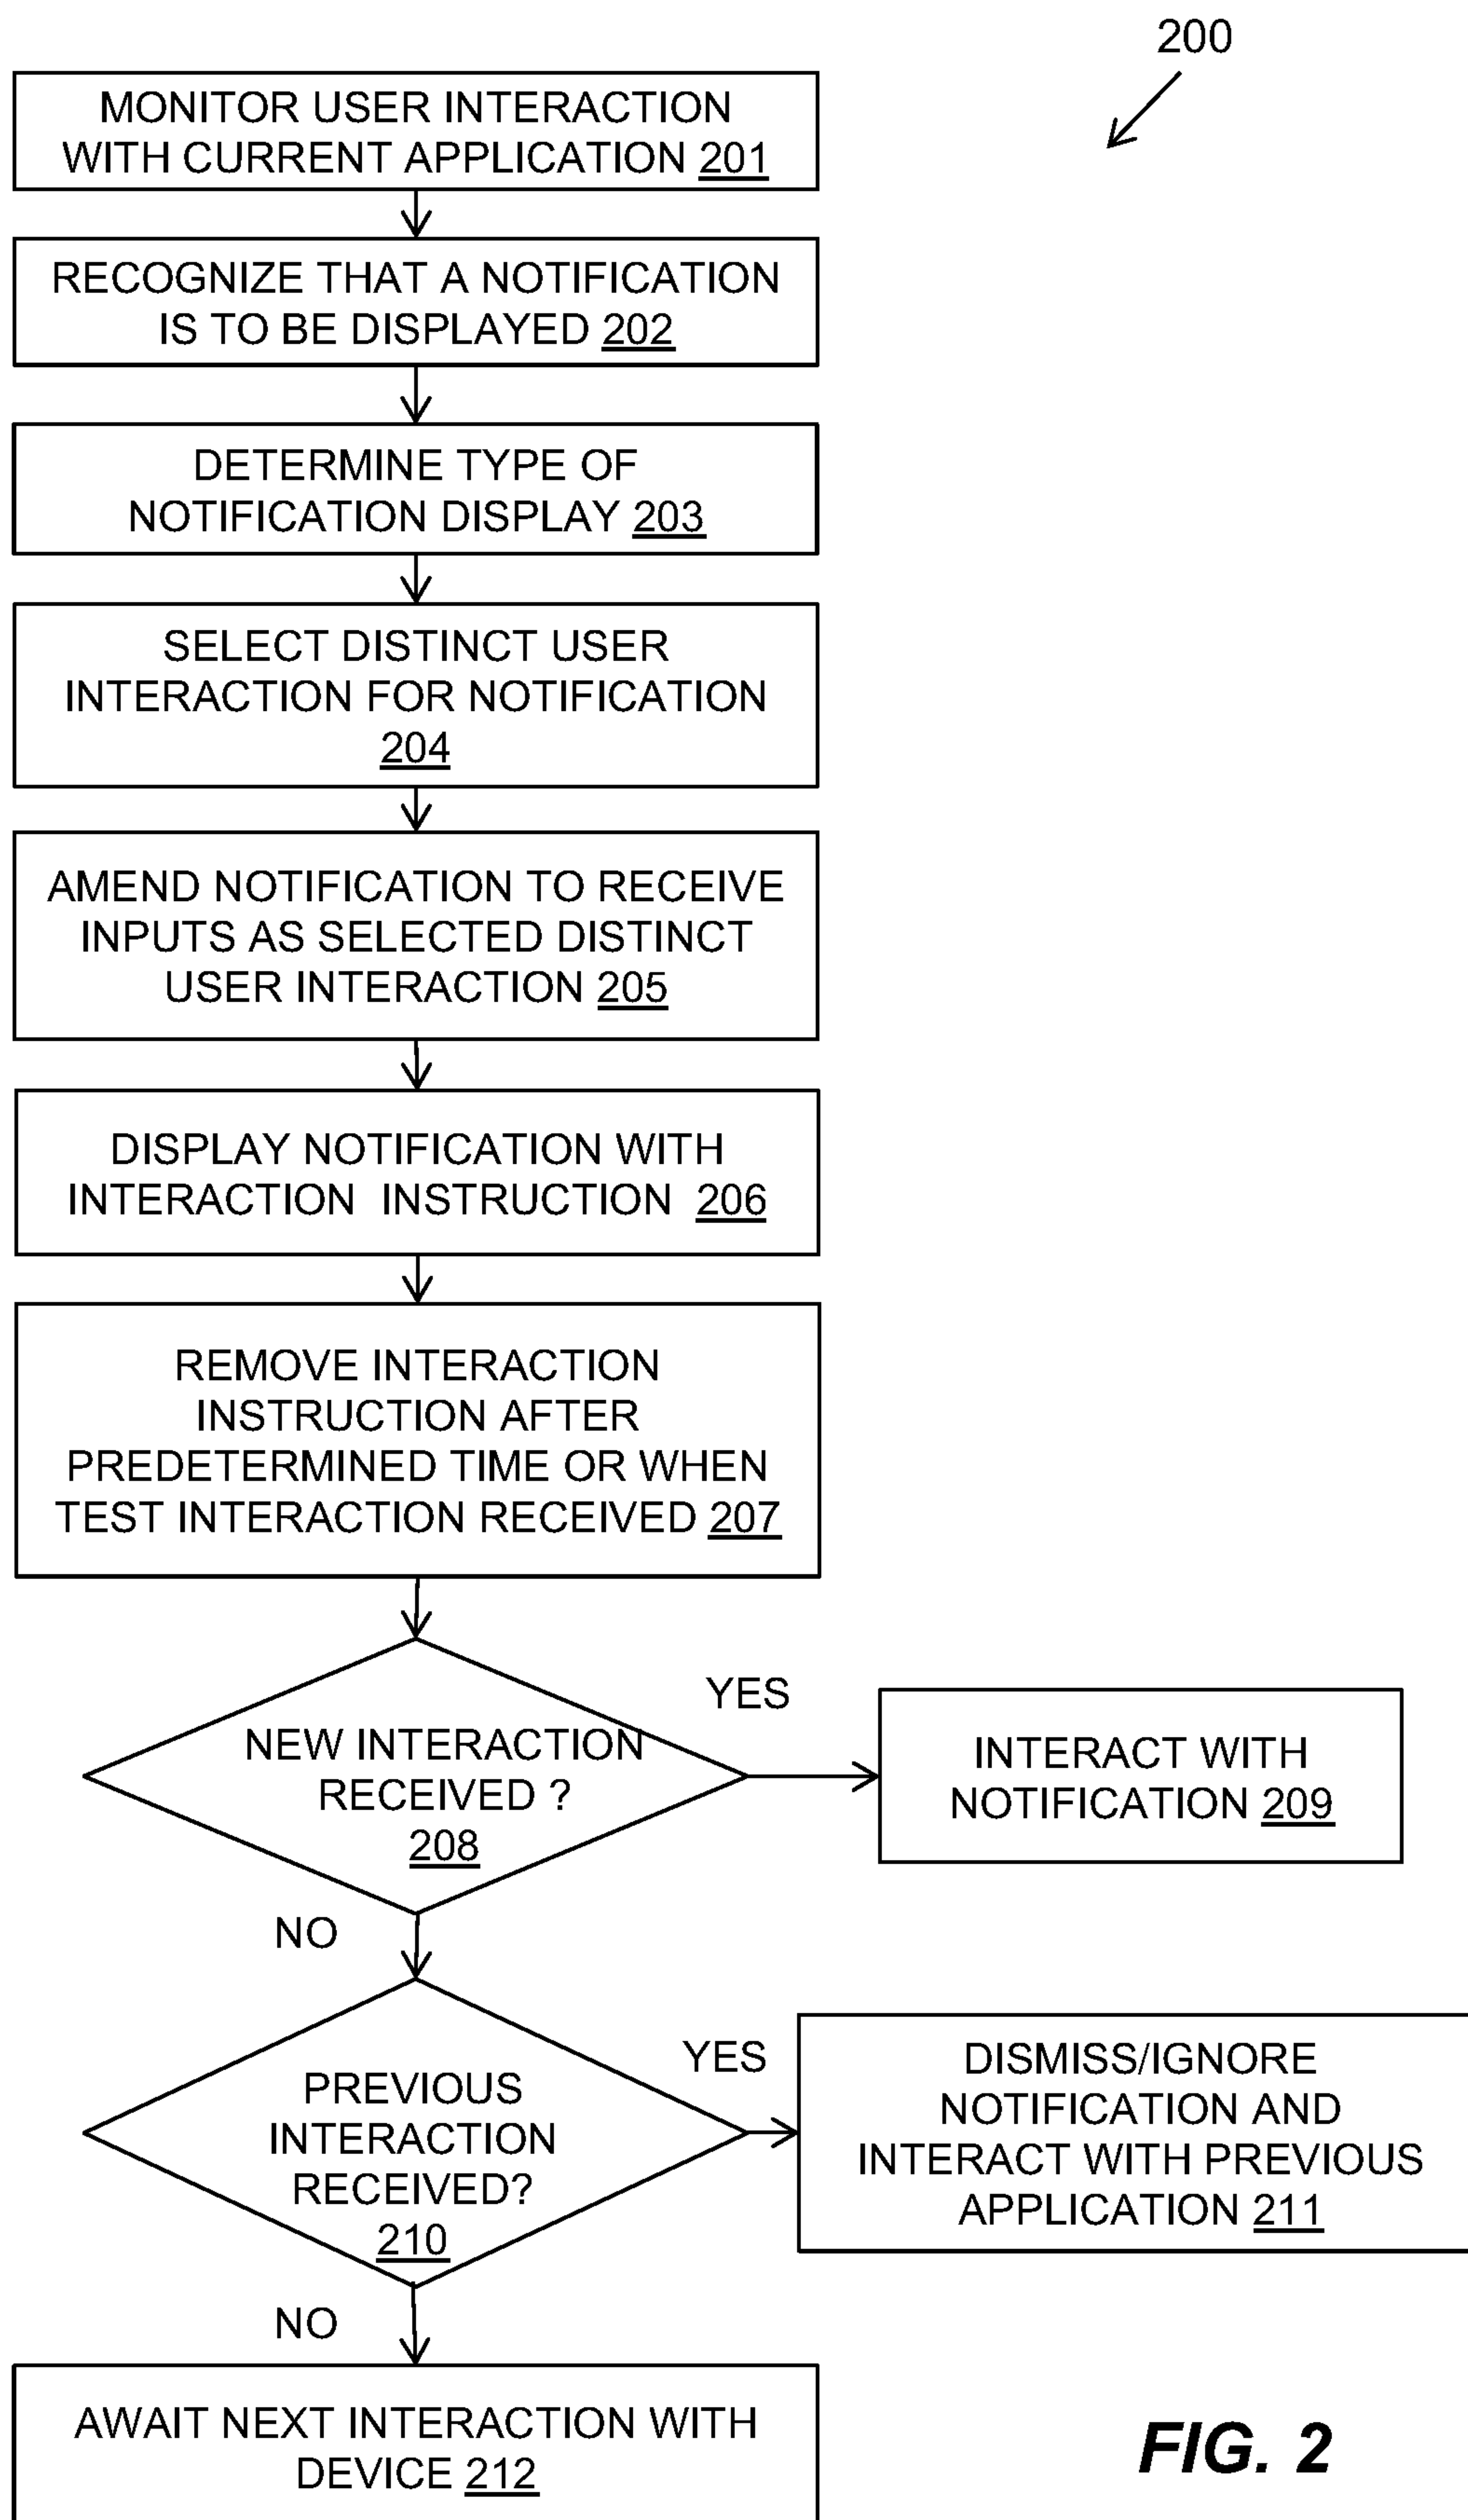 200
MONITOR USER INTERACTION
WITH CURRENT APPLICATION 201
RECOGNIZE THAT A NOTIFICATION
IS TO BE DISPLAYED 202
DETERMINE TYPE OF
NOTIFICATION DISPLAY 203
SELECT DISTINCT USER
INTERACTION FOR NOTIFICATION
204
AMEND NOTIFICATION TO RECEIVE
INPUTS AS SELECTED DISTINCT
USER INTERACTION 205
DISPLAY NOTIFICATION WITH
INTERACTION INSTRUCTION 206
REMOVE INTERACTION
INSTRUCTION AFTER
PREDETERMINED TIME OR WHEN
TEST INTERACTION RECEIVED 207
NEW INTERACTION
RECEIVED ?
208
YES
INTERACT WITH
NOTIFICATION 209
NO
PREVIOUS
INTERACTION
RECEIVED?
210
YES
DISMISS/IGNORE
NOTIFICATION AND
INTERACT WITH PREVIOUS
APPLICATION 211
NO
AWAIT NEXT INTERACTION WITH
DEVICE 212
FIG. 2